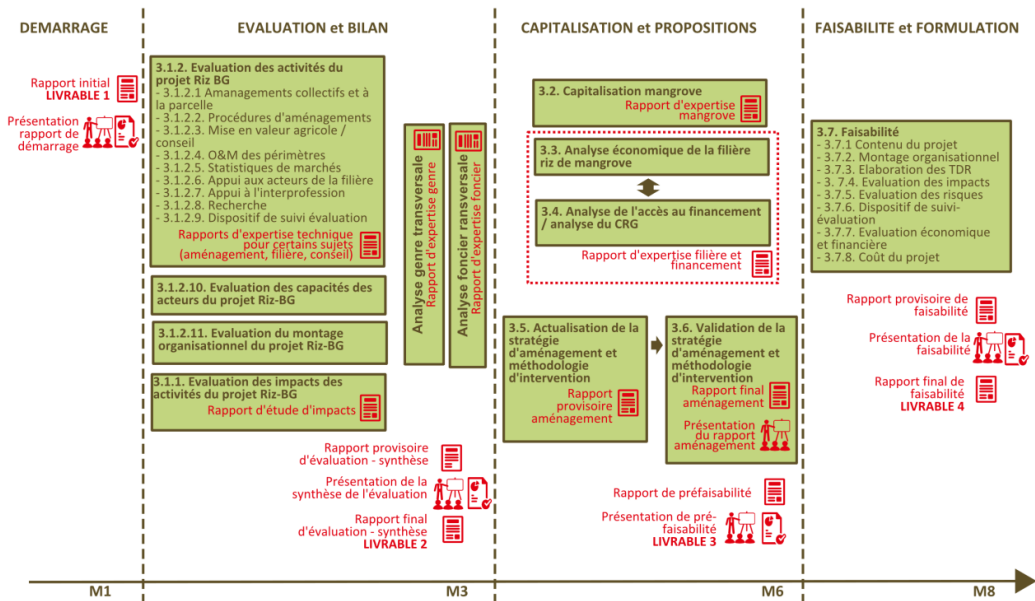 DEMARRAGE
EVALUATION et BILAN
CAPITALISATION et PROPOSITIONS
FAISABILITE et FORMULATION
Rapport initial
LIVRABLE 1
Présentation
rapport de
démarrage
3.1.2. Evaluation des activités du
projet Riz BG
- 3.1.2.1 Amanagements collectifs et à
la parcelle
- 3.1.2.2. Procédures d'aménagements
- 3.1.2.3. Mise en valeur agricole /
conseil
- 3.1.2.4. O&M des périmètres
- 3.1.2.5. Statistiques de marchés
- 3.1.2.6. Appui aux acteurs de la filière
- 3.1.2.7. Appui à l'interprofession
- 3.1.2.8. Recherche
- 3.1.2.9. Dispositif de suivi évaluation
Rapports d'expertise technique
pour certains sujets
(aménagement, filière, conseil)
3.1.2.10. Evaluation des capacités des
acteurs du projet Riz-BG
3.1.2.11. Evaluation du montage
organisationnel du projet Riz-BG
3.1.1. Evaluation des impacts des
activités du projet Riz-BG
Rapport d'étude d'impacts
Analyse genre transversale
Rapport d'expertise genre
Analyse foncier ransversale
Rapport d'expertise foncier
Rapport provisoire
d'évaluation - synthèse
Présentation de la
synthèse de l'évaluation
Rapport final
d'évaluation - synthèse
LIVRABLE 2
3.2. Capitalisation mangrove
Rapport d'expertise
mangrove
3.3. Analyse économique de la filière
riz de mangrove
3.4. Analyse de l'accès au financement
/ analyse du CRG
Rapport d'expertise filière et
financement
3.5. Actualisation de la
stratégie
d'aménagement et
méthodologie
d'intervention
Rapport
provisoire
aménagement
3.6. Validation de la
stratégie
d'aménagement et
méthodologie
d'intervention
Rapport final
aménagement
Présentation
du rapport
aménagement
Rapport de préfaisabilité
Présentation de pré-
faisabilité
LIVRABLE 3
3.7. Faisabilité
- 3.7.1 Contenu du projet
- 3.7.2. Montage organisationnel
- 3.7.3. Elaboration des TDR
- 3. 7.4. Evaluation des impacts
- 3.7.5. Evaluation des risques
- 3.7.6. Dispositif de suivi-
évaluation
- 3.7.7. Evaluation économique
et financière
- 3.7.8. Coût du projet
Rapport provisoire de
faisabilité
Présentation de la
faisabilité
Rapport final de
faisabilité
LIVRABLE 4
M1
M3
M6
M8